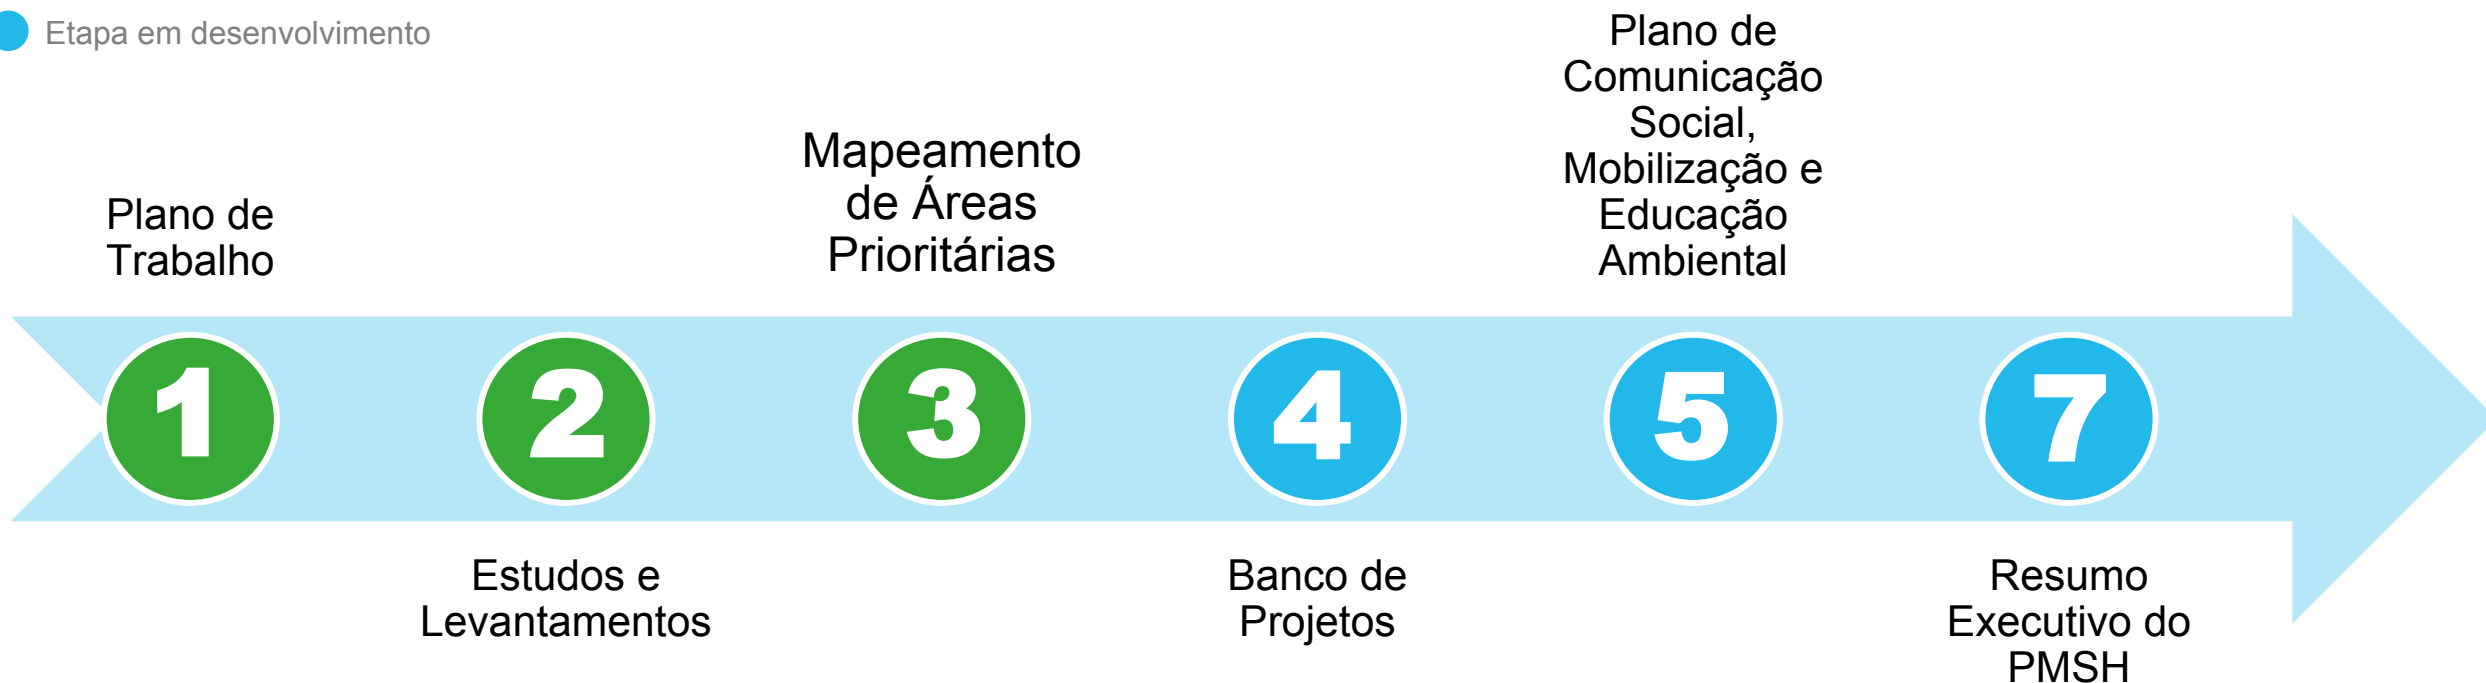 Etapa em desenvolvimento
Plano de
Trabalho
1
Estudos e
Levantamentos
2
Mapeamento
de Áreas
Prioritárias
3
Banco de
Projetos
4
Plano de
Comunicação
Social,
Mobilização e
Educação
Ambiental
5
Resumo
Executivo do
PMSH
7